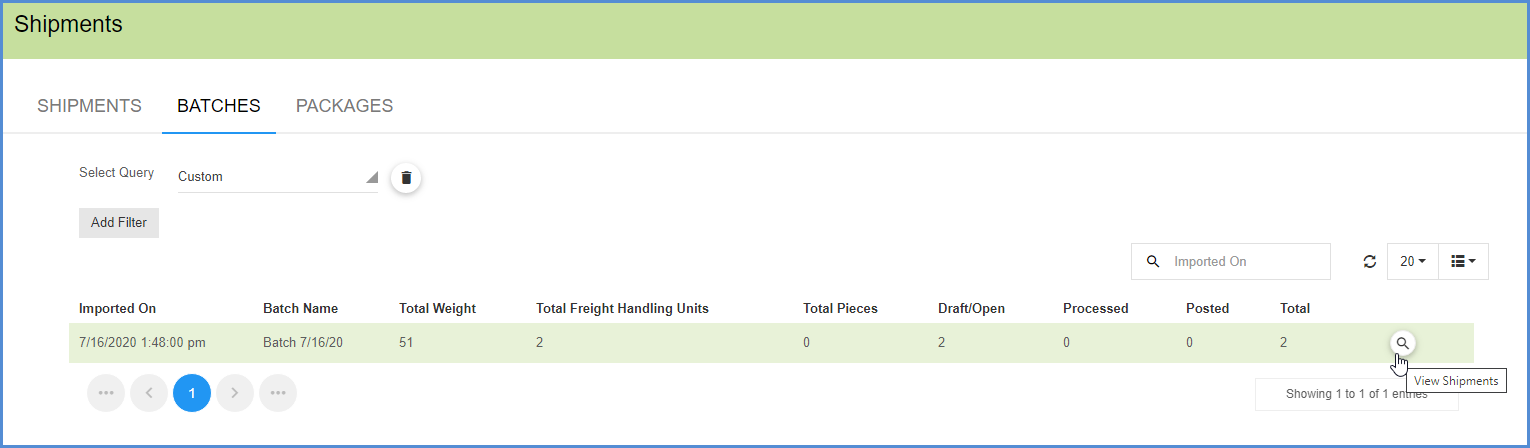 Shipments
SHIPMENTS BATCHES PACKAGES
Select Query Custom
Add Filter
Imported On 20
Imported On Batch Name Total Weight Total Freight Handling Units Total Pieces Draft/Open Processed Posted Total
7/16/2020 1:48:00 pm Batch 7/16/20 51 2 0 2 0 0 2
1
View Shipments
Showing 1 to 1 of 1 entries